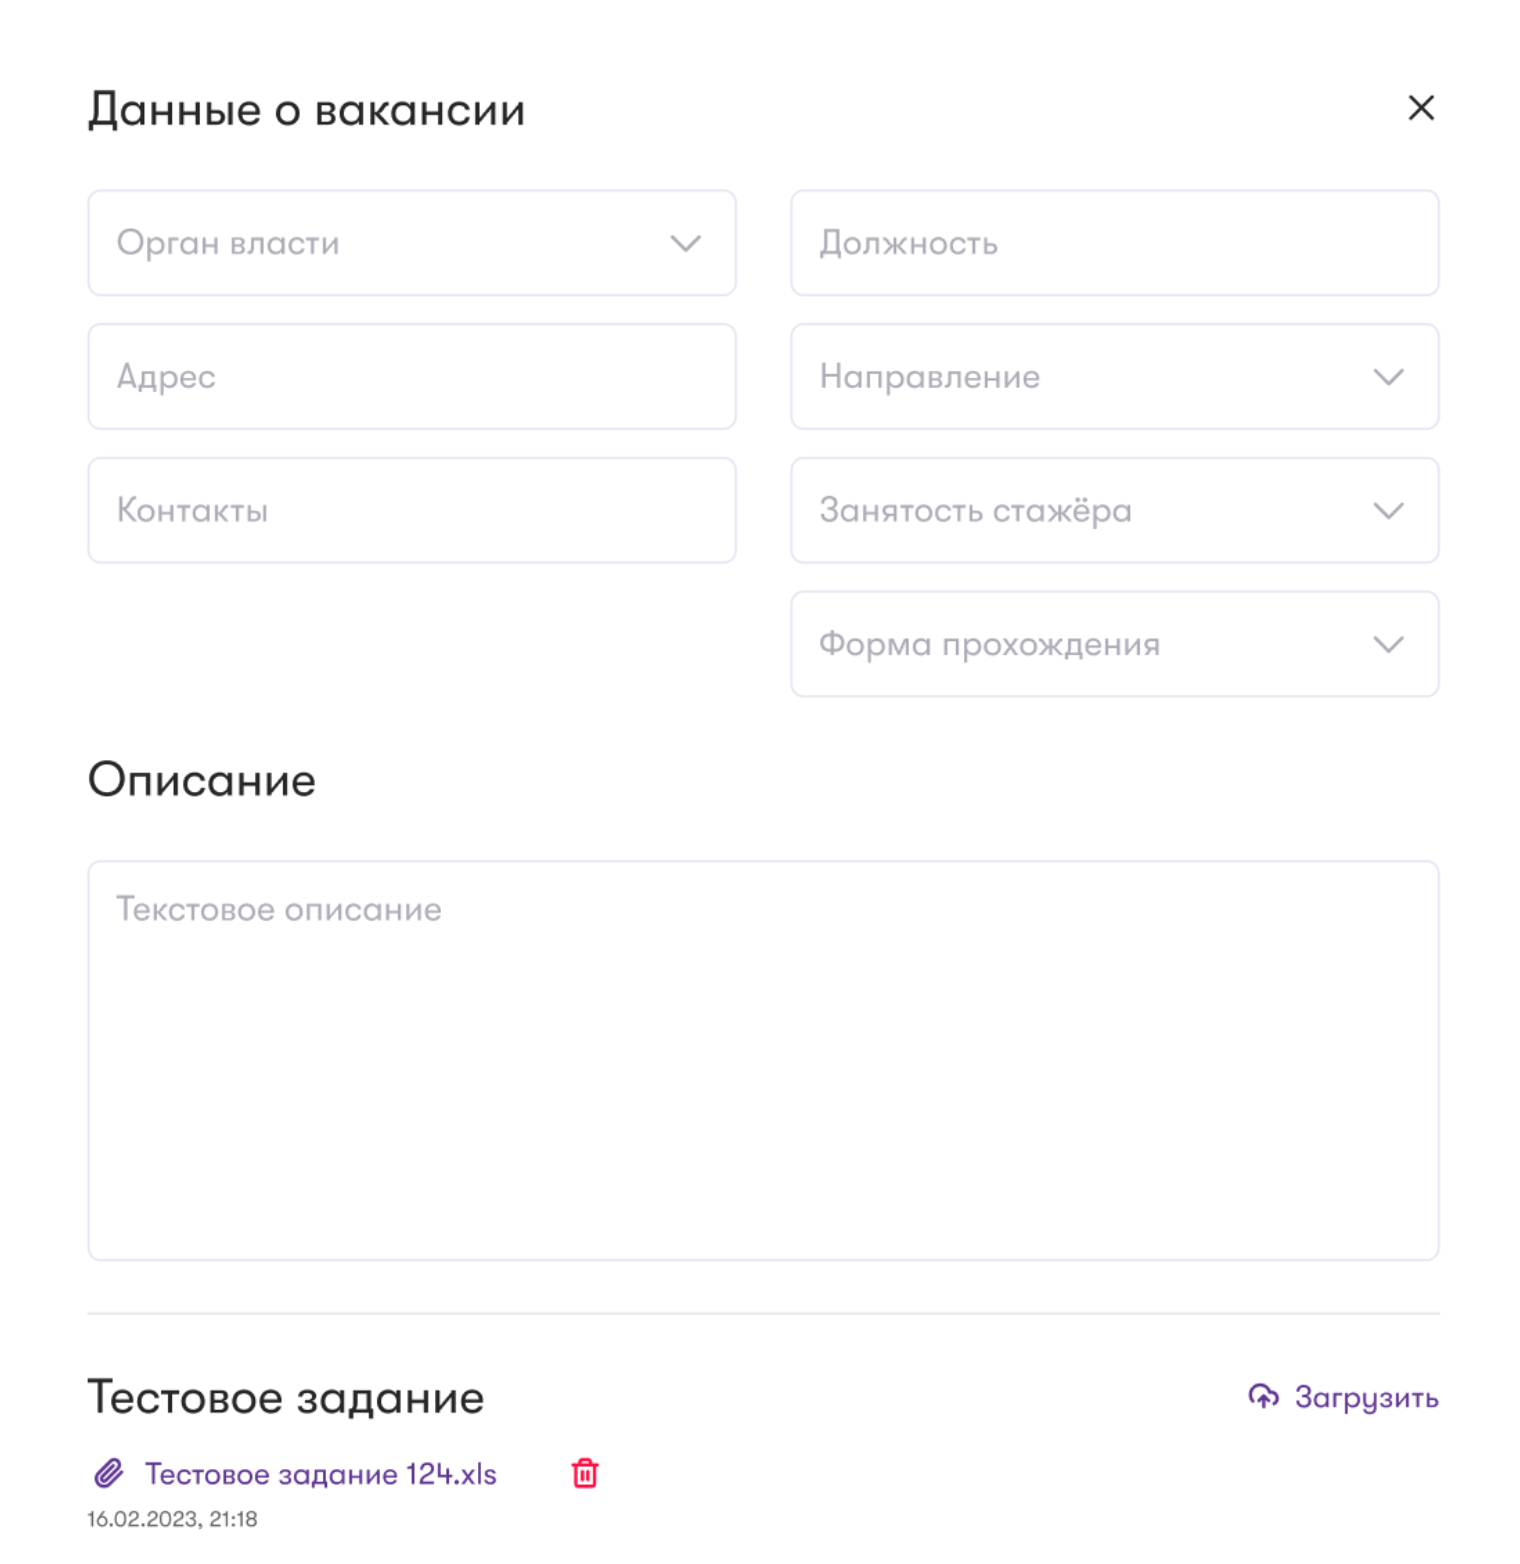 Данные о вакансии
Орган власти
Должность
Адрес
Направление
Контакты
Занятость стажёра
Форма прохождения
Описание
Текстовое описание
Тестовое задание
Загрузить
Тестовое задание 124.xls
16.02.2023, 21:18